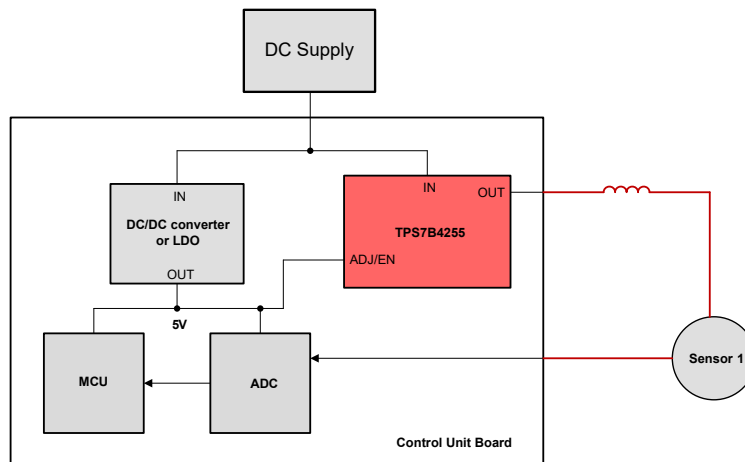 DC Supply
IN
IN
OUT
DC/DC converter
or LDO
TPS7B4255
ADJ/EN
OUT
5V
MCU
ADC
Sensor 1
Control Unit Board